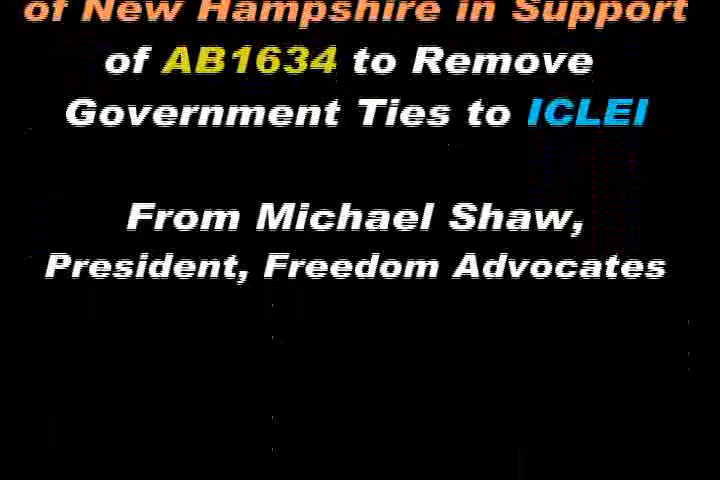 of New Hampshire in Support
of AB1634 to Remove
Government Ties to ICLEI
From Michael Shaw,
President, Freedom Advocates